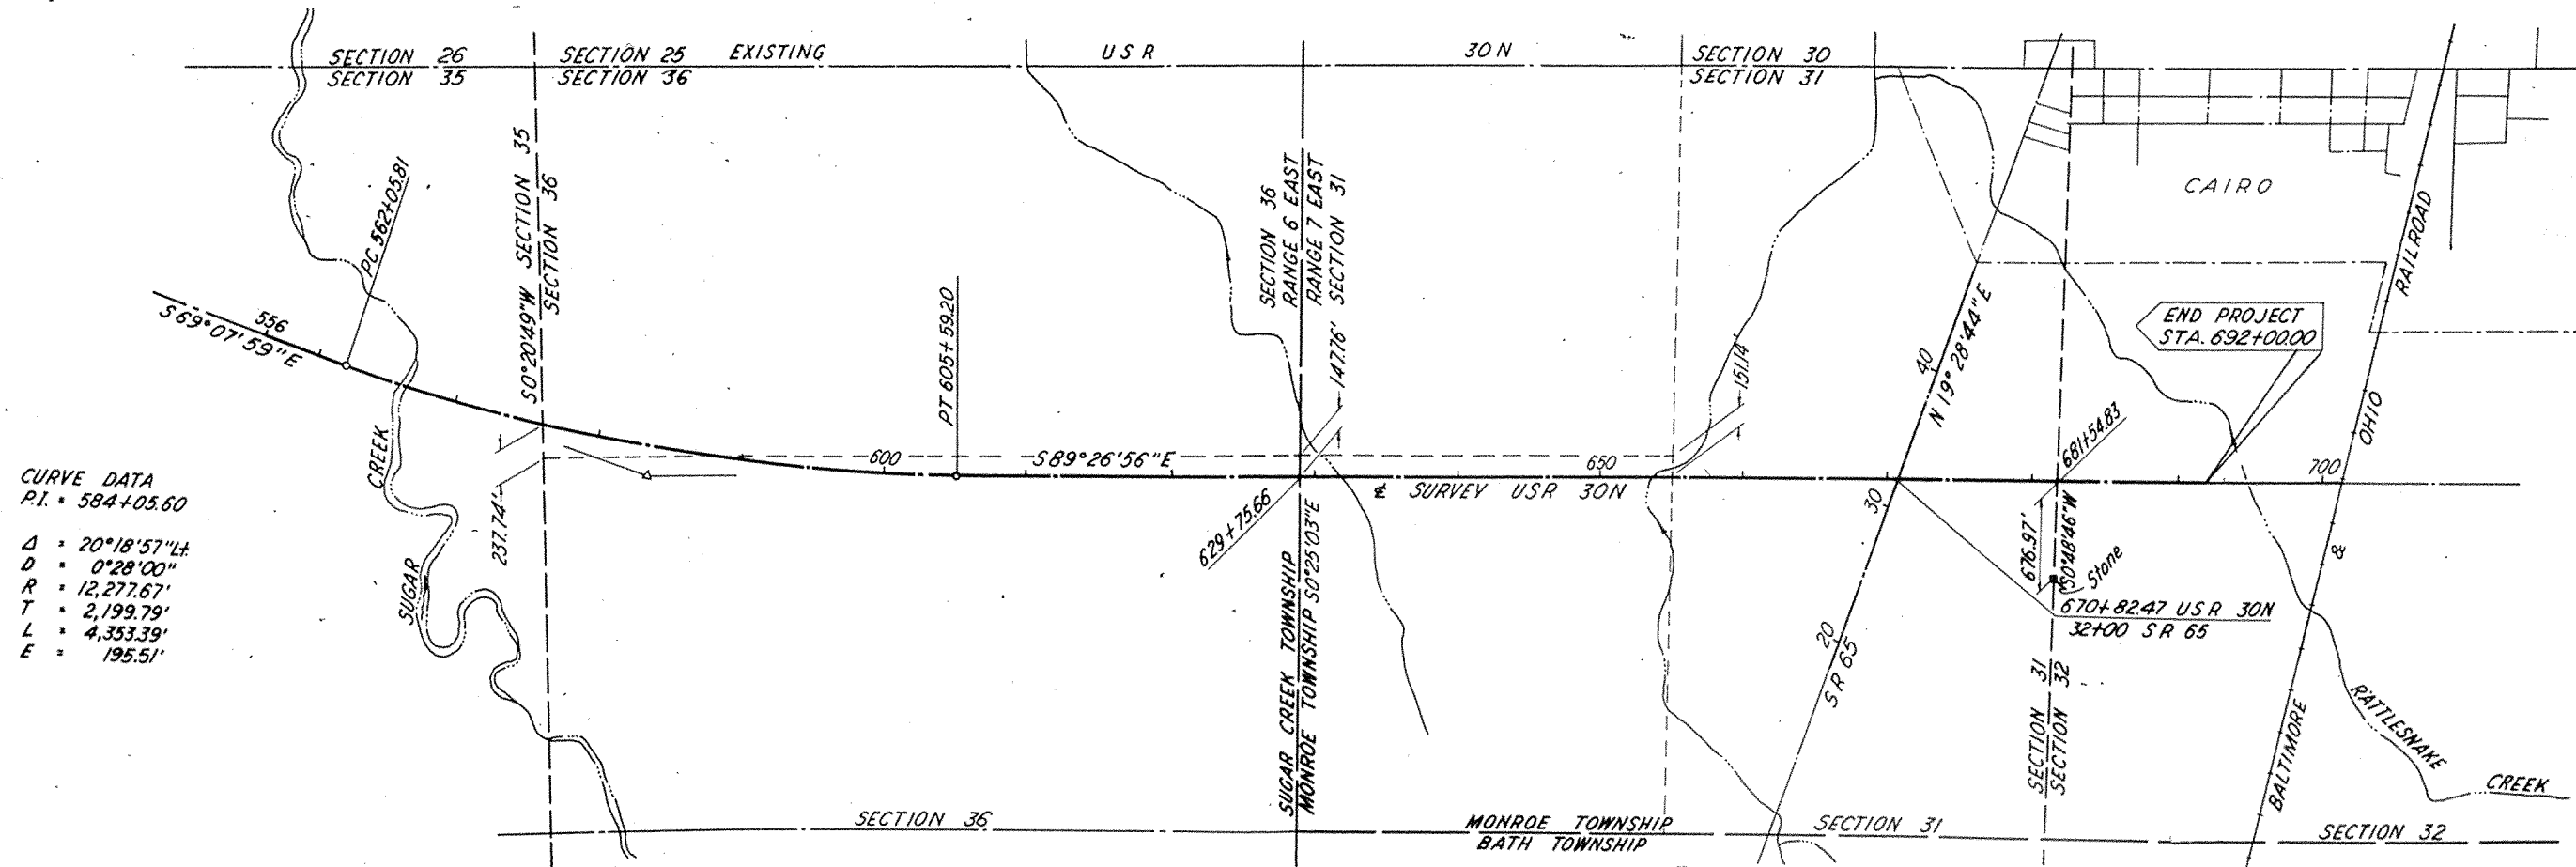 SECTION 26
SECTION 35
SECTION 25
SECTION 36
EXISTING USR 30N
SECTION 30
SECTION 31
CAIRO
PC 562+05.81
556
S 69°07'59"E
S0°20'49"W SECTION 35
SECTION 36
CREEK
SUGAR
237.74'
PT 605+59.20
600
S89°26'56"E
SECTION 36
RANGE 6 EAST
RANGE 7 EAST
SECTION 31
147.76'
629+75.66
SUGAR CREEK TOWNSHIP
MONROE TOWNSHIP S0°25'03"E
650
℄ SURVEY USR 30N
151.14
N 19° 28' 44" E
40
30
20
SR 65
END PROJECT
STA. 692+00.00
681+54.83
676.97'
S0°48'46"W
Stone
670+82.47 USR 30N
32+00 SR 65
SECTION 31
SECTION 32
700
BALTIMORE & OHIO RAILROAD
RATTLESNAKE CREEK
CURVE DATA
P.I. = 584+05.60
Δ = 20°18'57"Lt.
D = 0°28'00"
R = 12,277.67'
T = 2,199.79'
L = 4,353.39'
E = 195.51'
SECTION 36
MONROE TOWNSHIP
BATH TOWNSHIP
SECTION 31
SECTION 32